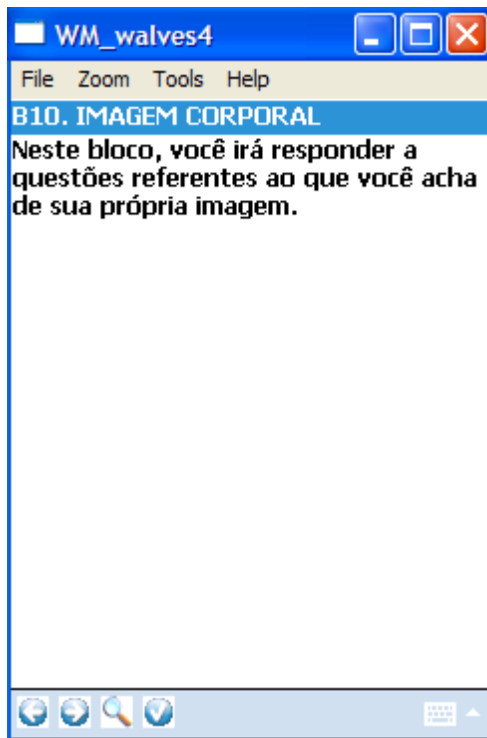 WM_walves4
File Zoom Tools Help
B10. IMAGEM CORPORAL
Neste bloco, você irá responder a
questões referentes ao que você acha
de sua própria imagem.